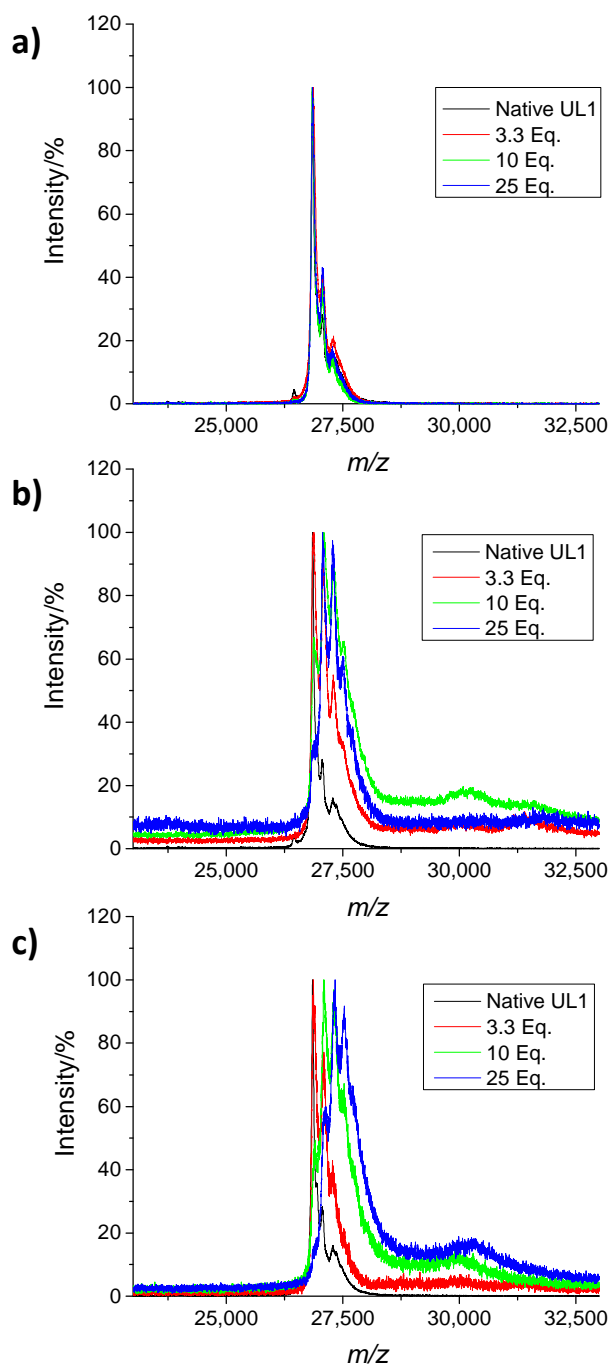 a)
120
100
80
60
40
20
0
Intensity/%
Native UL1
3.3 Eq.
10 Eq.
25 Eq.
25,000 27,500 30,000 32,500
m/z
b)
120
100
80
60
40
20
0
Intensity/%
Native UL1
3.3 Eq.
10 Eq.
25 Eq.
25,000 27,500 30,000 32,500
m/z
c)
120
100
80
60
40
20
0
Intensity/%
Native UL1
3.3 Eq.
10 Eq.
25 Eq.
25,000 27,500 30,000 32,500
m/z